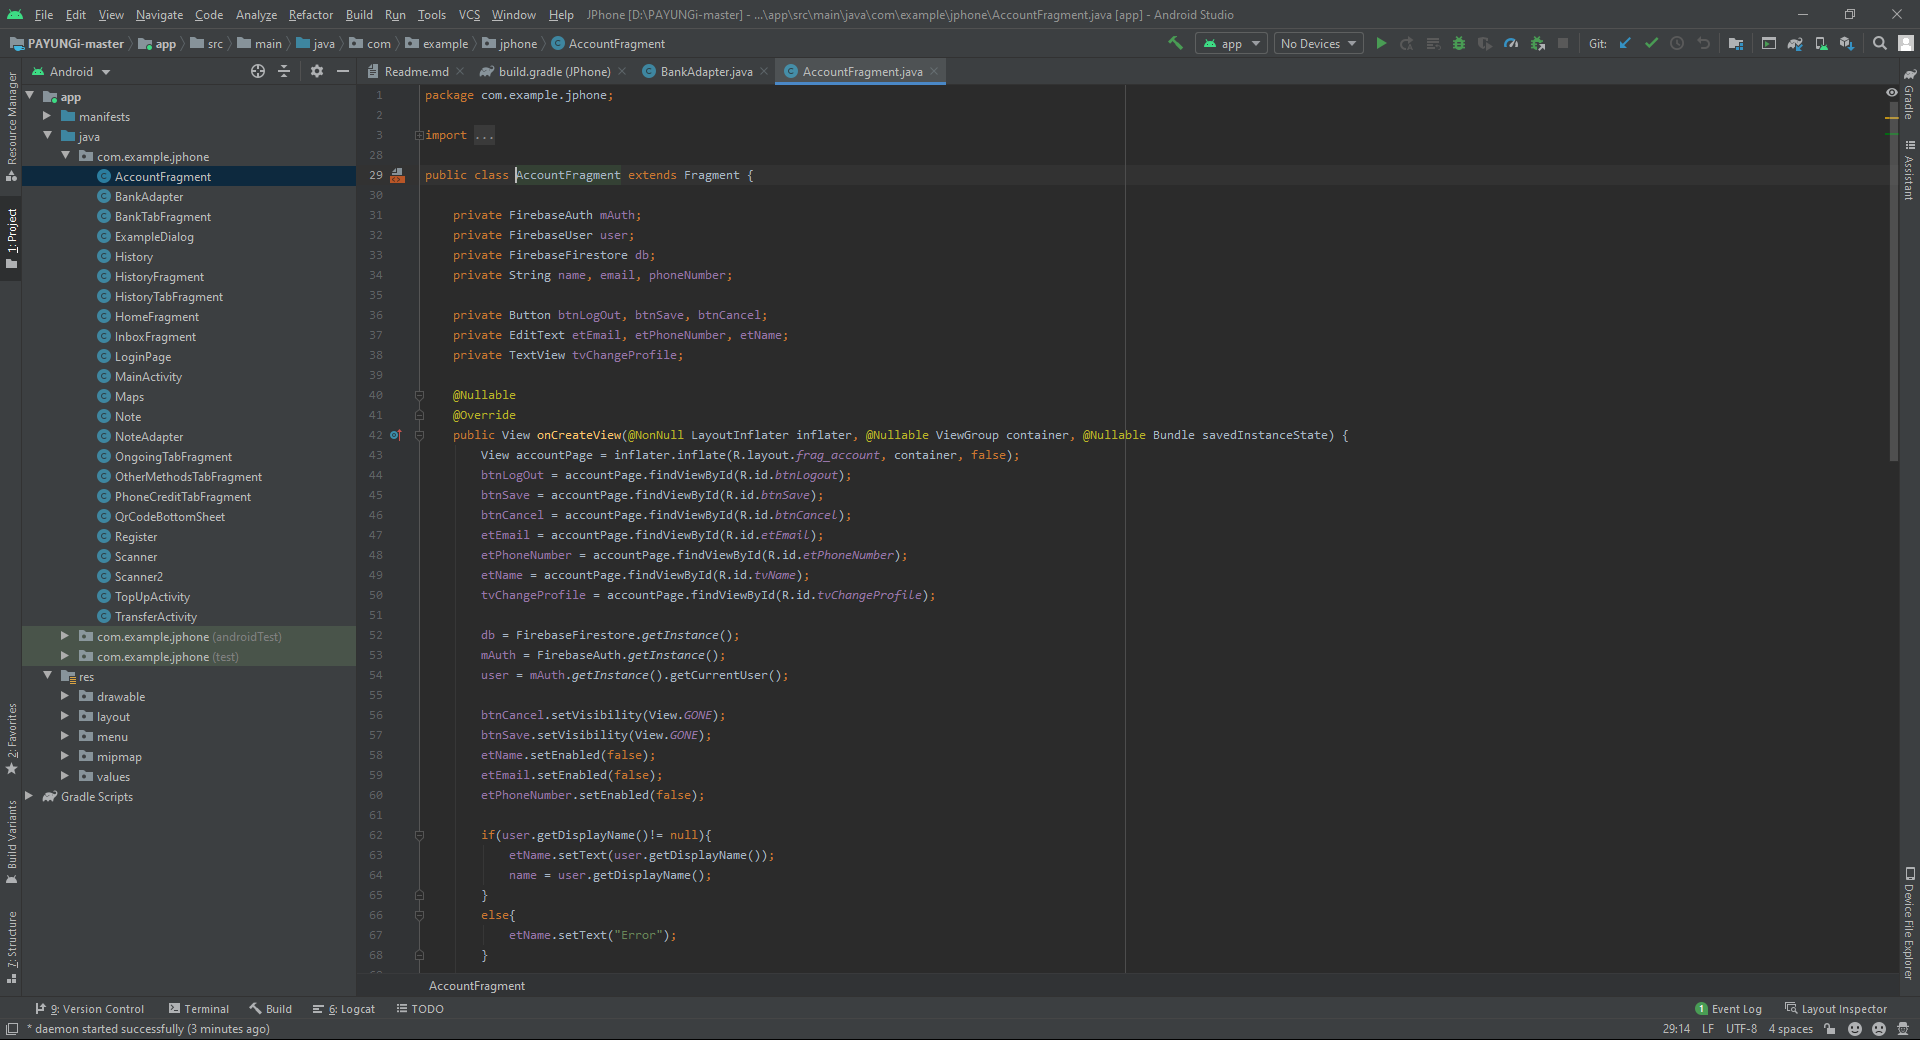 File Edit View Navigate Code Analyze Refactor Build Run Tools VCS Window Help JPhone [D:\PAYUNGi-master] - ...\app\src\main\java\com\example\jphone\AccountFragment.java [app] - Android Studio
PAYUNGi-master app src main java com example jphone AccountFragment app No Devices Git:
Android Readme.md build.gradle (JPhone) BankAdapter.java AccountFragment.java
Resource Manager
1: Project
2: Favorites
Build Variants
7: Structure
app
manifests
java
com.example.jphone
AccountFragment
BankAdapter
BankTabFragment
ExampleDialog
History
HistoryFragment
HistoryTabFragment
HomeFragment
InboxFragment
LoginPage
MainActivity
Maps
Note
NoteAdapter
OngoingTabFragment
OtherMethodsTabFragment
PhoneCreditTabFragment
QrCodeBottomSheet
Register
Scanner
Scanner2
TopUpActivity
TransferActivity
com.example.jphone (androidTest)
com.example.jphone (test)
res
drawable
layout
menu
mipmap
values
Gradle Scripts
1 package com.example.jphone;
2
3 import ...
28
29 public class AccountFragment extends Fragment {
30
31 private FirebaseAuth mAuth;
32 private FirebaseUser user;
33 private FirebaseFirestore db;
34 private String name, email, phoneNumber;
35
36 private Button btnLogOut, btnSave, btnCancel;
37 private EditText etEmail, etPhoneNumber, etName;
38 private TextView tvChangeProfile;
39
40 @Nullable
41 @Override
42 public View onCreateView(@NonNull LayoutInflater inflater, @Nullable ViewGroup container, @Nullable Bundle savedInstanceState) {
43 View accountPage = inflater.inflate(R.layout.frag_account, container, false);
44 btnLogOut = accountPage.findViewById(R.id.btnLogout);
45 btnSave = accountPage.findViewById(R.id.btnSave);
46 btnCancel = accountPage.findViewById(R.id.btnCancel);
47 etEmail = accountPage.findViewById(R.id.etEmail);
48 etPhoneNumber = accountPage.findViewById(R.id.etPhoneNumber);
49 etName = accountPage.findViewById(R.id.tvName);
50 tvChangeProfile = accountPage.findViewById(R.id.tvChangeProfile);
51
52 db = FirebaseFirestore.getInstance();
53 mAuth = FirebaseAuth.getInstance();
54 user = mAuth.getInstance().getCurrentUser();
55
56 btnCancel.setVisibility(View.GONE);
57 btnSave.setVisibility(View.GONE);
58 etName.setEnabled(false);
59 etEmail.setEnabled(false);
60 etPhoneNumber.setEnabled(false);
61
62 if(user.getDisplayName()!= null){
63 etName.setText(user.getDisplayName());
64 name = user.getDisplayName();
65 }
66 else{
67 etName.setText("Error");
68 }
AccountFragment
Gradle
Assistant
Device File Explorer
9: Version Control Terminal Build 6: Logcat TODO 1 Event Log Layout Inspector
* daemon started successfully (3 minutes ago) 29:14 LF UTF-8 4 spaces